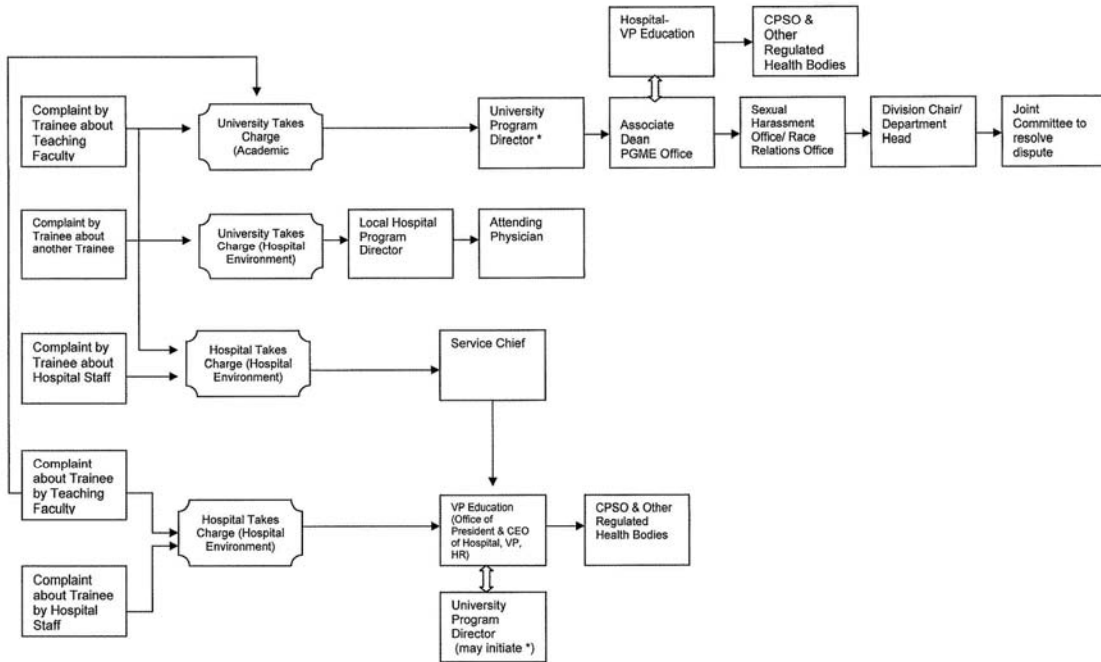 Hospital-
VP Education
CPSO &
Other
Regulated
Health Bodies
Complaint by
Trainee about
Teaching
Faculty
University Takes
Charge
(Academic
University
Program
Director *
Associate
Dean
PGME Office
Sexual
Harassment
Office/ Race
Relations Office
Division Chair/
Department
Head
Joint
Committee to
resolve
dispute
Complaint by
Trainee about
another Trainee
University Takes
Charge (Hospital
Environment)
Local Hospital
Program
Director
Attending
Physician
Complaint by
Trainee about
Hospital Staff
Hospital Takes
Charge (Hospital
Environment)
Service Chief
Complaint
about Trainee
by Teaching
Faculty
Hospital Takes
Charge (Hospital
Environment)
VP Education
(Office of
President & CEO
of Hospital, VP,
HR)
CPSO & Other
Regulated
Health Bodies
Complaint
about Trainee
by Hospital
Staff
University
Program
Director
(may initiate *)